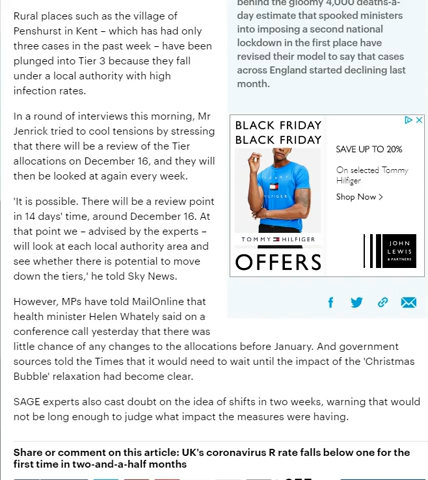 behind the gloomy 4,000 deaths-a-
day estimate that spooked ministers
into imposing a second national
lockdown in the first place have
revised their model to say that cases
across England started declining last
month.
Rural places such as the village of
Penshurst in Kent – which has had only
three cases in the past week – have been
plunged into Tier 3 because they fall
under a local authority with high
infection rates.
In a round of interviews this morning, Mr
Jenrick tried to cool tensions by stressing
that there will be a review of the Tier
allocations on December 16, and they will
then be looked at again every week.
'It is possible. There will be a review point
in 14 days' time, around December 16. At
that point we – advised by the experts –
will look at each local authority area and
see whether there is potential to move
down the tiers,' he told Sky News.
BLACK FRIDAY
BLACK FRIDAY
TOMMY HILFIGER
OFFERS
SAVE UP TO 20%
On selected Tommy
Hilfiger
Shop Now >
JOHN
LEWIS
& PARTNERS
However, MPs have told MailOnline that
health minister Helen Whately said on a
conference call yesterday that there was
little chance of any changes to the allocations before January. And government
sources told the Times that it would need to wait until the impact of the 'Christmas
Bubble' relaxation had become clear.
SAGE experts also cast doubt on the idea of shifts in two weeks, warning that would
not be long enough to judge what impact the measures were having.
Share or comment on this article: UK's coronavirus R rate falls below one for the
first time in two-and-a-half months